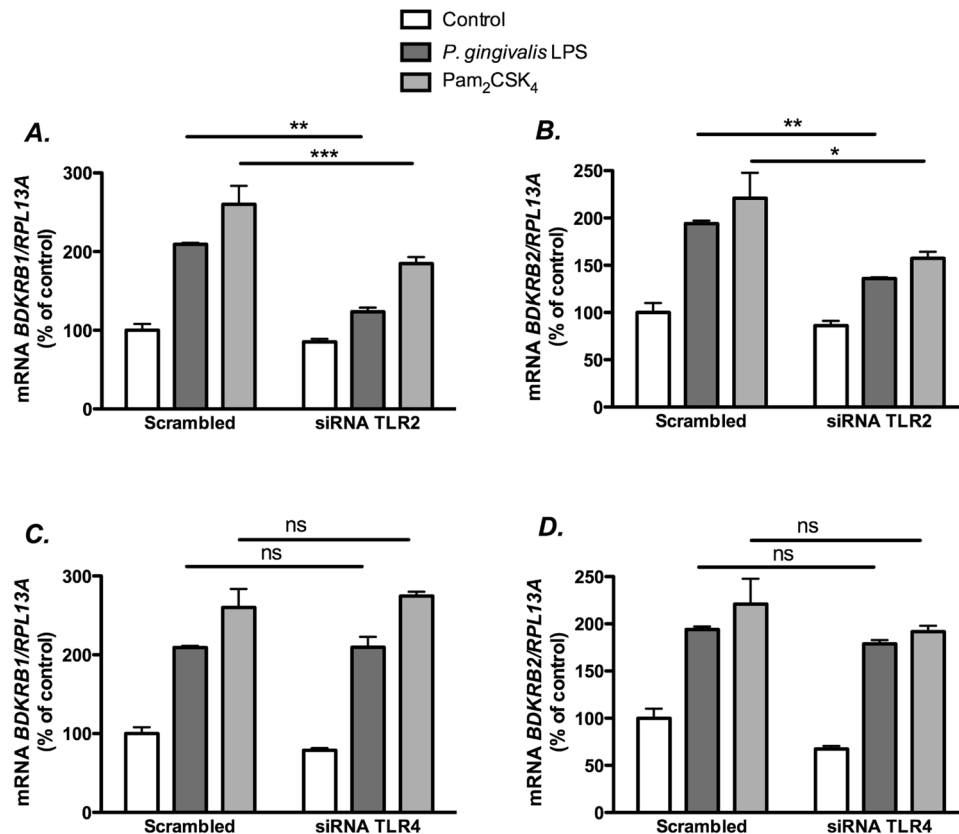 Control
P. gingivalis LPS
Pam₂CSK₄
A.
**
***
mRNA BDKRB1/RPL13A
(% of control)
300
200
100
0
Scrambled
siRNA TLR2
B.
**
*
mRNA BDKRB2/RPL13A
(% of control)
250
200
150
100
50
0
Scrambled
siRNA TLR2
C.
ns
ns
mRNA BDKRB1/RPL13A
(% of control)
300
200
100
0
Scrambled
siRNA TLR4
D.
ns
ns
mRNA BDKRB2/RPL13A
(% of control)
250
200
150
100
50
0
Scrambled
siRNA TLR4